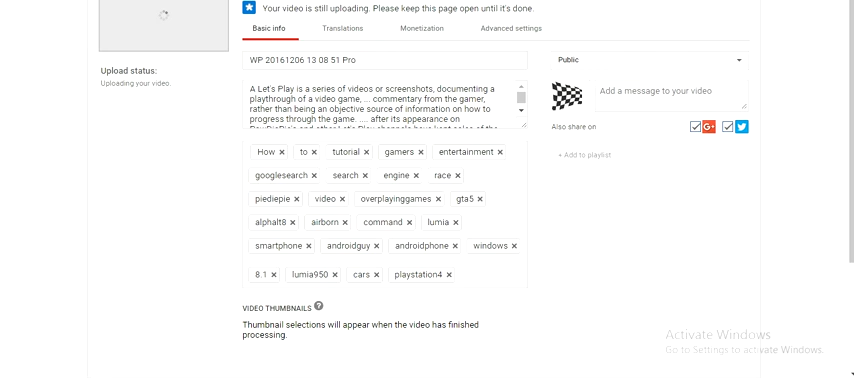 Your video is still uploading. Please keep this page open until it's done.
Basic info Translations Monetization Advanced settings
Upload status:
Uploading your video.
WP 20161206 13 08 51 Pro
A Let's Play is a series of videos or screenshots, documenting a
playthrough of a video game, ... commentary from the gamer,
rather than being an objective source of information on how to
progress through the game. .... after its appearance on
Public
Add a message to your video
Also share on
+ Add to playlist
How × to × tutorial × gamers × entertainment ×
googlesearch × search × engine × race ×
piediepie × video × overplayinggames × gta5 ×
alphalt8 × airborn × command × lumia ×
smartphone × androidguy × androidphone × windows ×
8.1 × lumia950 × cars × playstation4 ×
VIDEO THUMBNAILS ?
Thumbnail selections will appear when the video has finished
processing.
Activate Windows
Go to Settings to activate Windows.